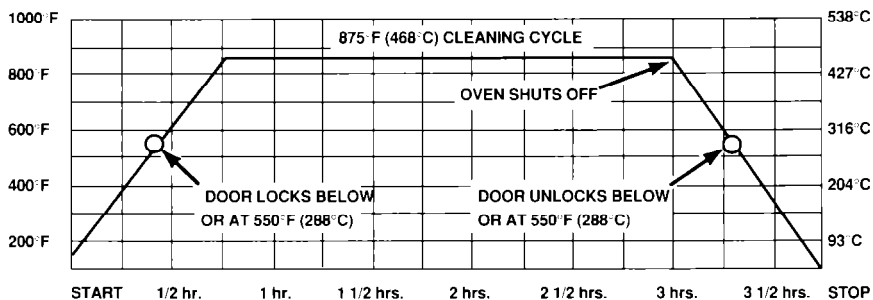 1000°F 538°C
875°F (468°C) CLEANING CYCLE
800°F 427°C
OVEN SHUTS OFF
600°F 316°C
400°F DOOR LOCKS BELOW DOOR UNLOCKS BELOW 204°C
OR AT 550°F (288°C) OR AT 550°F (288°C)
200°F 93°C
START 1/2 hr. 1 hr. 1 1/2 hrs. 2 hrs. 2 1/2 hrs. 3 hrs. 3 1/2 hrs. STOP